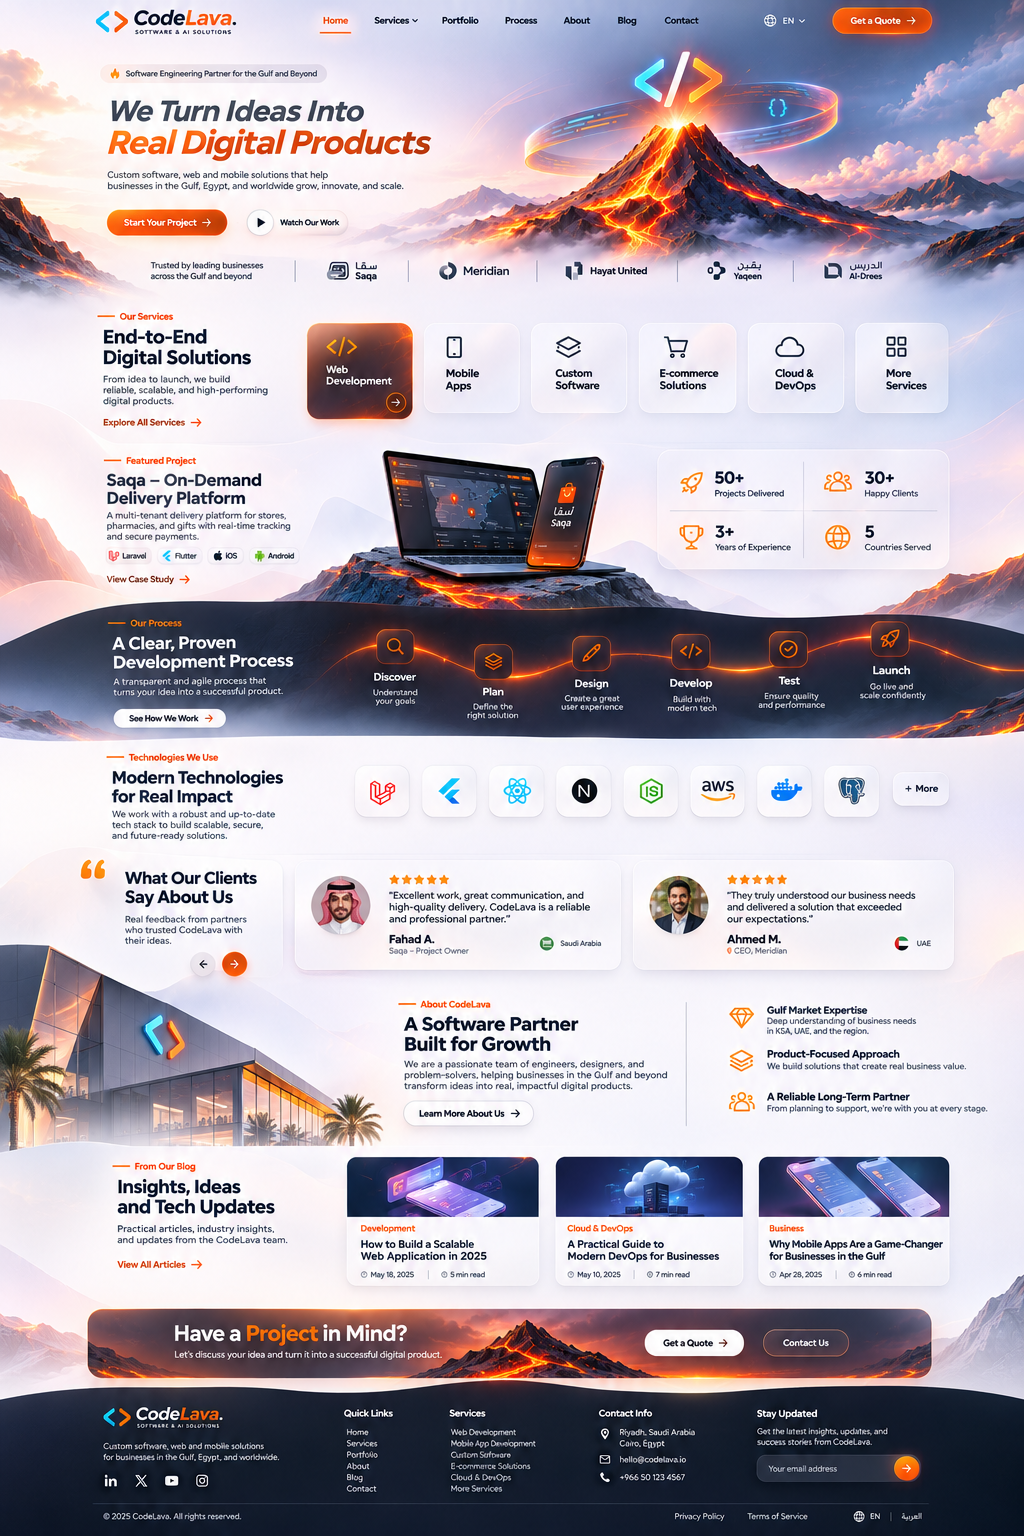 CodeLava.
SOFTWARE & AI SOLUTIONS
Home
Services
Portfolio
Process
About
Blog
Contact
EN
Get a Quote
Software Engineering Partner for the Gulf and Beyond
We Turn Ideas Into
Real Digital Products
Custom software, web and mobile solutions that help
businesses in the Gulf, Egypt, and worldwide grow, innovate, and scale.
Start Your Project
Watch Our Work
Trusted by leading businesses
across the Gulf and beyond
سقا
Saqa
Meridian
Hayat United
يقين
Yaqeen
الدريس
Al-Drees
Our Services
End-to-End
Digital Solutions
From idea to launch, we build
reliable, scalable, and high-performing
digital products.
Explore All Services
</>
Web
Development
Mobile
Apps
Custom
Software
E-commerce
Solutions
Cloud &
DevOps
More
Services
Featured Project
Saqa – On-Demand
Delivery Platform
A multi-tenant delivery platform for stores,
pharmacies, and gifts with real-time tracking
and secure payments.
Laravel
Flutter
iOS
Android
View Case Study
سقا
Saqa
50+
Projects Delivered
30+
Happy Clients
3+
Years of Experience
5
Countries Served
Our Process
A Clear, Proven
Development Process
A transparent and agile process that
turns your idea into a successful product.
See How We Work
Discover
Understand
your goals
Plan
Define the
right solution
Design
Create a great
user experience
Develop
Build with
modern tech
Test
Ensure quality
and performance
Launch
Go live and
scale confidently
Technologies We Use
Modern Technologies
for Real Impact
We work with a robust and up-to-date
tech stack to build scalable, secure,
and future-ready solutions.
N
JS
aws
+ More
What Our Clients
Say About Us
Real feedback from partners
who trusted CodeLava with
their ideas.
"Excellent work, great communication, and
high-quality delivery. CodeLava is a reliable
and professional partner."
Fahad A.
Saqa – Project Owner
Saudi Arabia
"They truly understood our business needs
and delivered a solution that exceeded
our expectations."
Ahmed M.
CEO, Meridian
UAE
About CodeLava
A Software Partner
Built for Growth
We are a passionate team of engineers, designers, and
problem-solvers, helping businesses in the Gulf and beyond
transform ideas into real, impactful digital products.
Learn More About Us
Gulf Market Expertise
Deep understanding of business needs
in KSA, UAE, and the region.
Product-Focused Approach
We build solutions that create real business value.
A Reliable Long-Term Partner
From planning to support, we're with you at every stage.
From Our Blog
Insights, Ideas
and Tech Updates
Practical articles, industry insights,
and updates from the CodeLava team.
View All Articles
Development
How to Build a Scalable
Web Application in 2025
May 18, 2025
5 min read
Cloud & DevOps
A Practical Guide to
Modern DevOps for Businesses
May 10, 2025
7 min read
Business
Why Mobile Apps Are a Game-Changer
for Businesses in the Gulf
Apr 28, 2025
6 min read
Have a Project in Mind?
Let's discuss your idea and turn it into a successful digital product.
Get a Quote
Contact Us
CodeLava.
SOFTWARE & AI SOLUTIONS
Custom software, web and mobile solutions
for businesses in the Gulf, Egypt, and worldwide.
Quick Links
Home
Services
Portfolio
About
Blog
Contact
Services
Web Development
Mobile App Development
Custom Software
E-commerce Solutions
Cloud & DevOps
More Services
Contact Info
Riyadh, Saudi Arabia
Cairo, Egypt
hello@codelava.io
+966 50 123 4567
Stay Updated
Get the latest insights, updates, and
success stories from CodeLava.
Your email address
© 2025 CodeLava. All rights reserved.
Privacy Policy
Terms of Service
EN
العربية